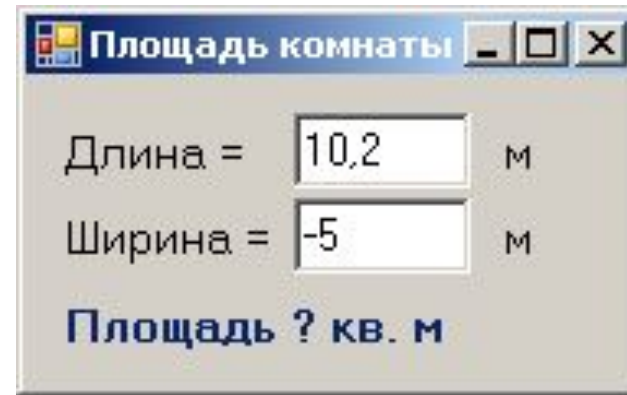 Площадь комнаты
Длина = 10,2 м
Ширина = -5 м
Площадь ? кв. м